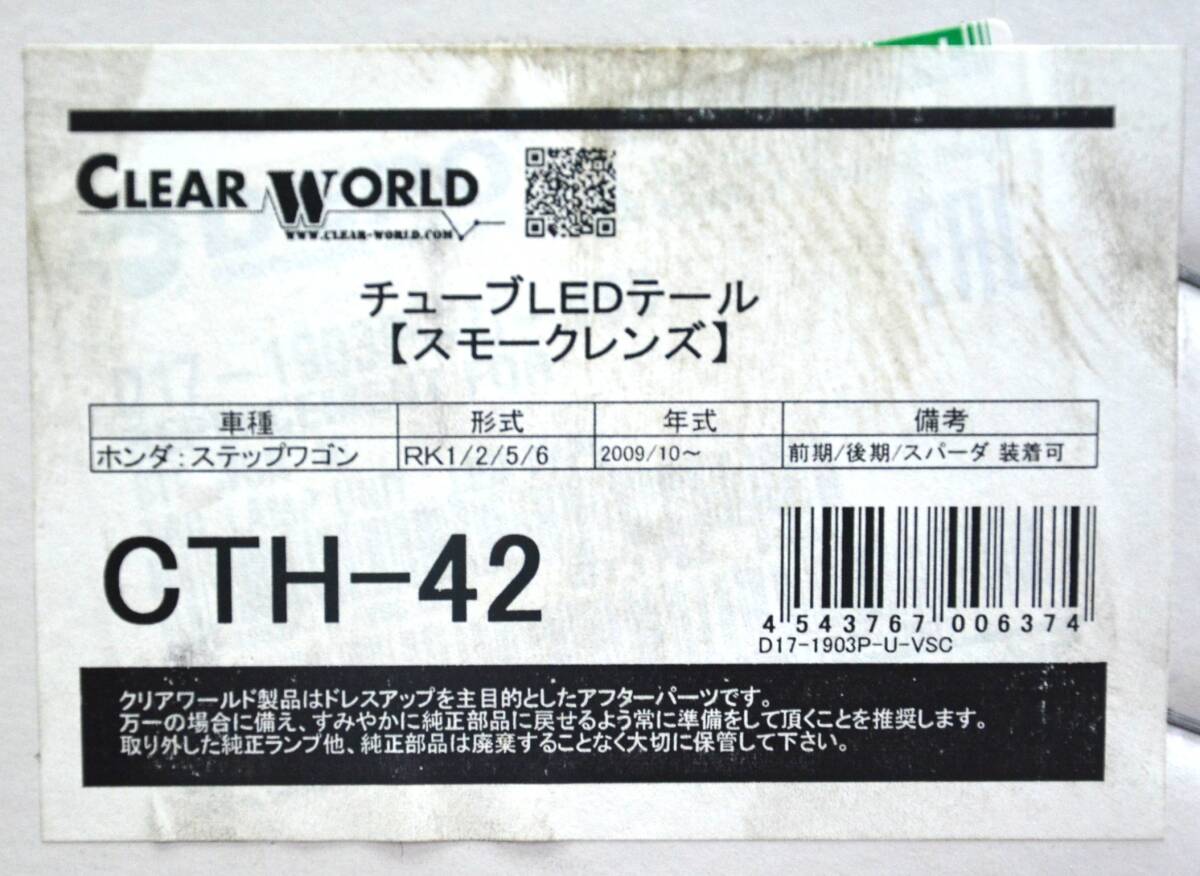 CLEAR WORLD
WWW.CLEAR-WORLD.COM
チューブLEDテール
【スモークレンズ】
車種 形式 年式 備考
ホンダ:ステップワゴン RK1/2/5/6 2009/10～ 前期/後期/スパーダ 装着可
CTH-42
4 543767 006374
D17-1903P-U-VSC
クリアワールド製品はドレスアップを主目的としたアフターパーツです。
万一の場合に備え、すみやかに純正部品に戻せるよう常に準備をして頂くことを推奨します。
取り外した純正ランプ他、純正部品は廃棄することなく大切に保管して下さい。